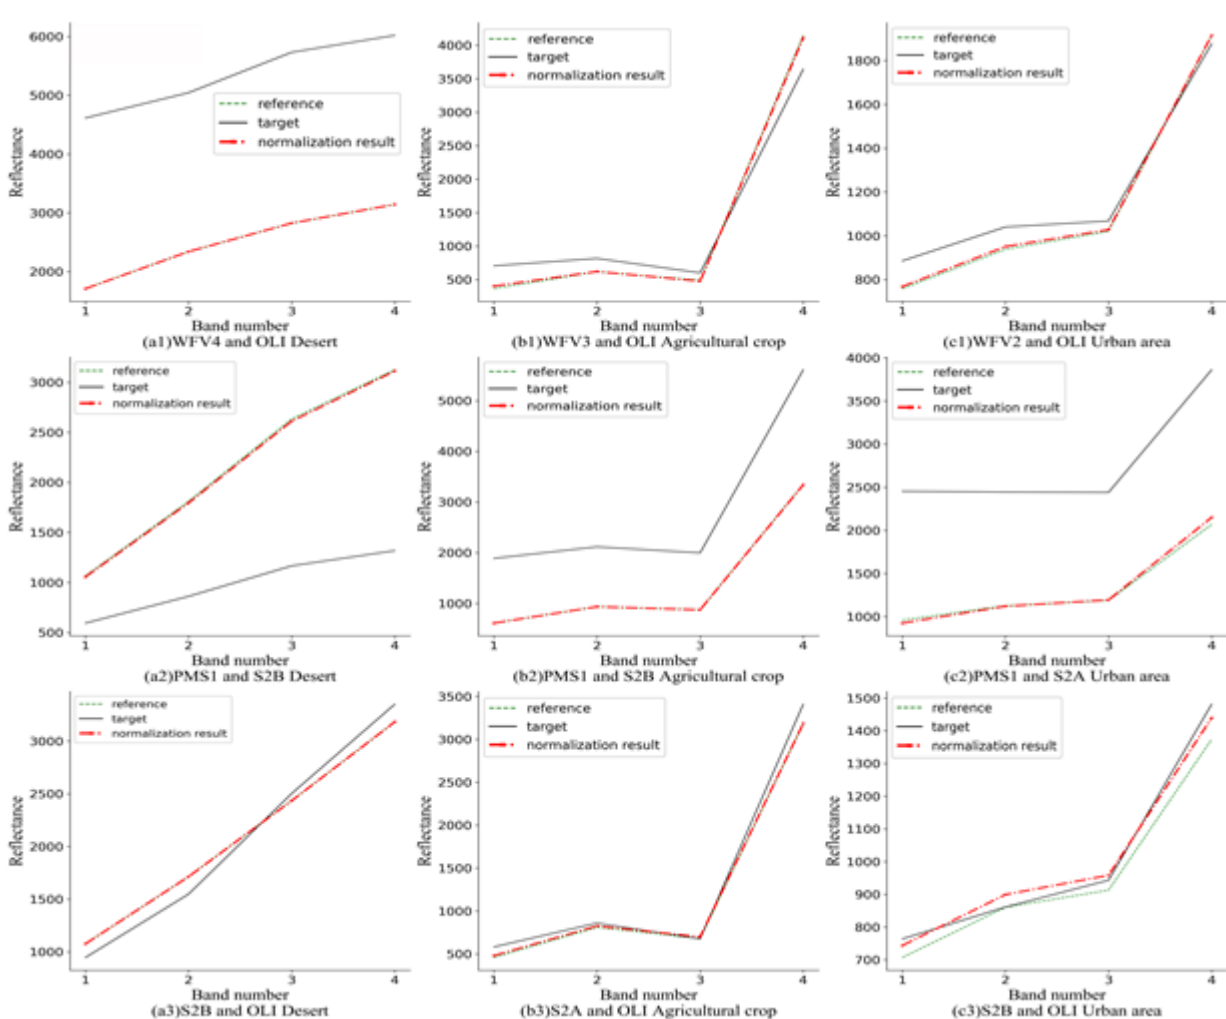 6000
5000
4000
3000
2000
Reflectance
reference
target
normalization result
1 2 3 4
Band number
(a1)WFV4 and OLI Desert
4000
3500
3000
2500
2000
1500
1000
500
Reflectance
reference
target
normalization result
1 2 3 4
Band number
(b1)WFV3 and OLI Agricultural crop
1800
1600
1400
1200
1000
800
Reflectance
reference
target
normalization result
1 2 3 4
Band number
(c1)WFV2 and OLI Urban area
3000
2500
2000
1500
1000
500
Reflectance
reference
target
normalization result
1 2 3 4
Band number
(a2)PMS1 and S2B Desert
5000
4000
3000
2000
1000
Reflectance
reference
target
normalization result
1 2 3 4
Band number
(b2)PMS1 and S2B Agricultural crop
4000
3500
3000
2500
2000
1500
1000
Reflectance
reference
target
normalization result
1 2 3 4
Band number
(c2)PMS1 and S2A Urban area
3000
2500
2000
1500
1000
Reflectance
reference
target
normalization result
1 2 3 4
Band number
(a3)S2B and OLI Desert
3500
3000
2500
2000
1500
1000
500
Reflectance
reference
target
normalization result
1 2 3 4
Band number
(b3)S2A and OLI Agricultural crop
1500
1400
1300
1200
1100
1000
900
800
700
Reflectance
reference
target
normalization result
1 2 3 4
Band number
(c3)S2B and OLI Urban area